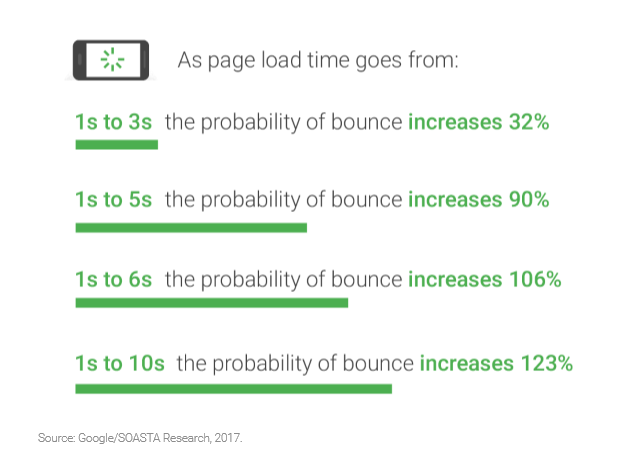 As page load time goes from:
1s to 3s the probability of bounce increases 32%
1s to 5s the probability of bounce increases 90%
1s to 6s the probability of bounce increases 106%
1s to 10s the probability of bounce increases 123%
Source: Google/SOASTA Research, 2017.